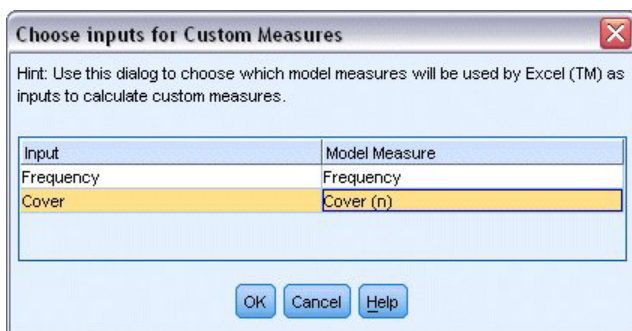 Choose inputs for Custom Measures
Hint: Use this dialog to choose which model measures will be used by Excel (TM) as
inputs to calculate custom measures.
Input Model Measure
Frequency Frequency
Cover Cover (n)
OK Cancel Help